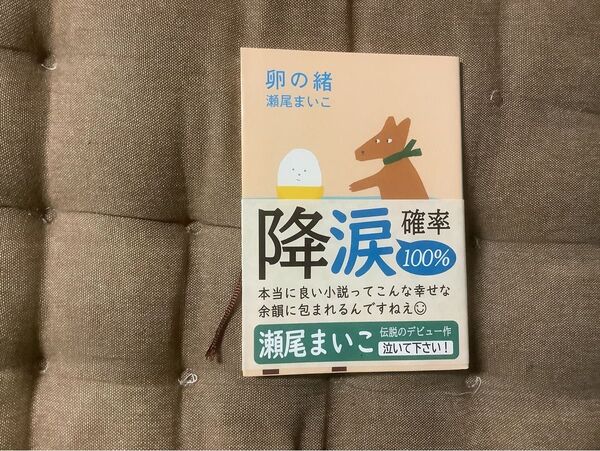 卵の緒
瀬尾まいこ
降涙確率
100%
本当に良い小説ってこんな幸せな
余韻に包まれるんですねえ☺
瀬尾まいこ 伝説のデビュー作
泣いて下さい！